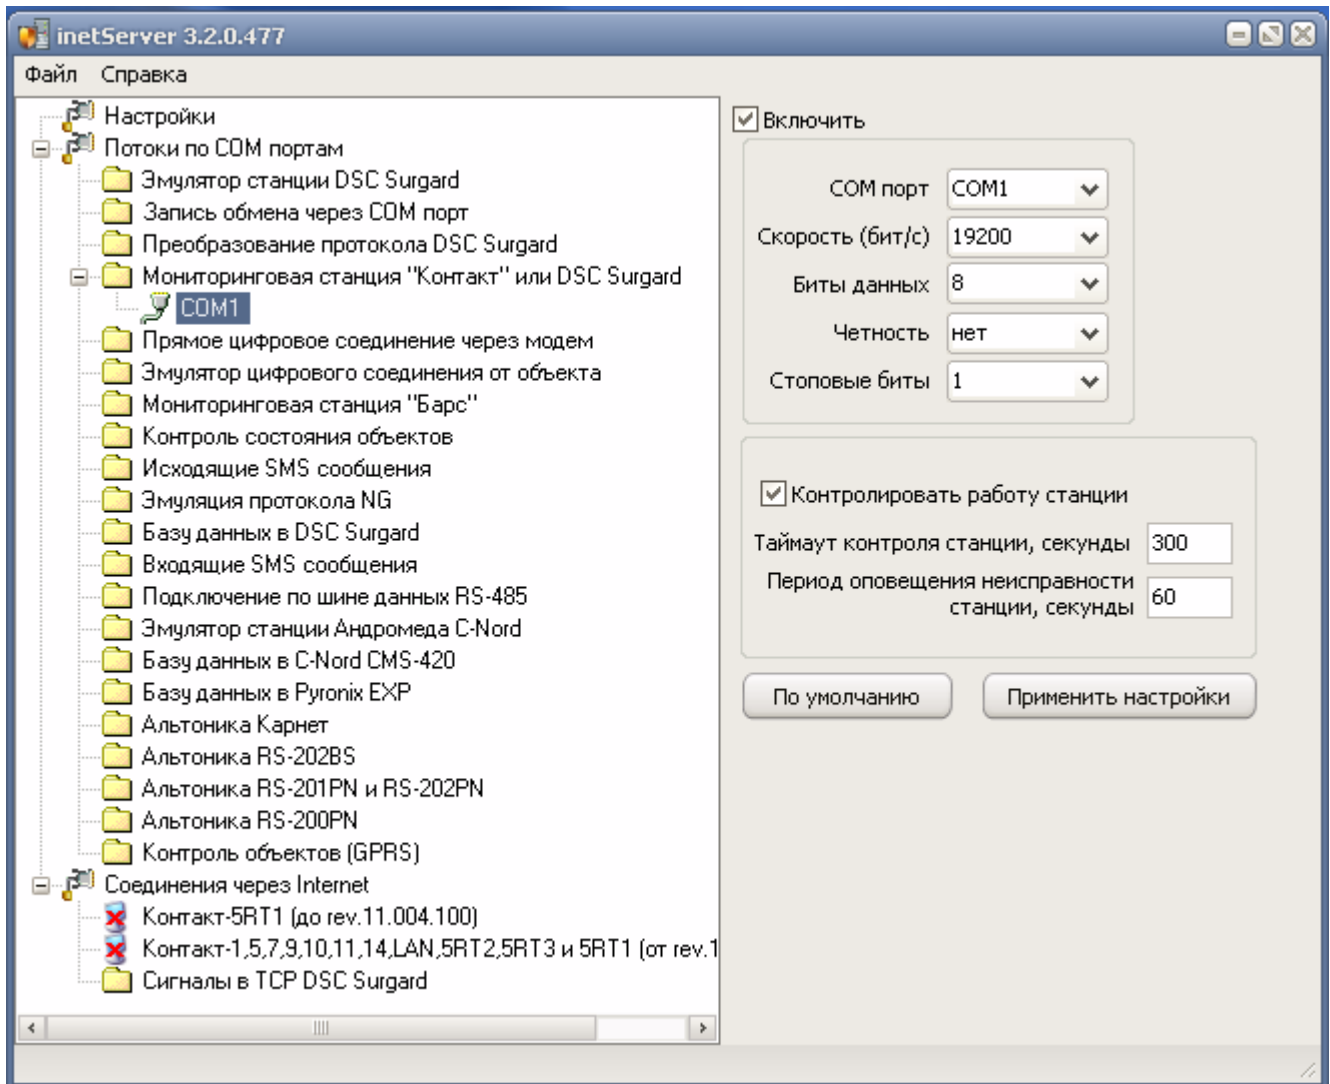 inetServer 3.2.0.477
Файл Справка
Настройки
Потоки по COM портам
Эмулятор станции DSC Surgard
Запись обмена через COM порт
Преобразование протокола DSC Surgard
Мониторинговая станция "Контакт" или DSC Surgard
COM1
Прямое цифровое соединение через модем
Эмулятор цифрового соединения от объекта
Мониторинговая станция "Барс"
Контроль состояния объектов
Исходящие SMS сообщения
Эмуляция протокола NG
Базу данных в DSC Surgard
Входящие SMS сообщения
Подключение по шине данных RS-485
Эмулятор станции Андромеда C-Nord
Базу данных в C-Nord CMS-420
Базу данных в Pyronix EXP
Альтоника Карнет
Альтоника RS-202BS
Альтоника RS-201PN и RS-202PN
Альтоника RS-200PN
Контроль объектов (GPRS)
Соединения через Internet
Контакт-5RT1 (до rev.11.004.100)
Контакт-1,5,7,9,10,11,14,LAN,5RT2,5RT3 и 5RT1 (от rev.1
Сигналы в TCP DSC Surgard
Включить
COM порт COM1
Скорость (бит/с) 19200
Биты данных 8
Четность нет
Стоповые биты 1
Контролировать работу станции
Таймаут контроля станции, секунды 300
Период оповещения неисправности
станции, секунды 60
По умолчанию Применить настройки